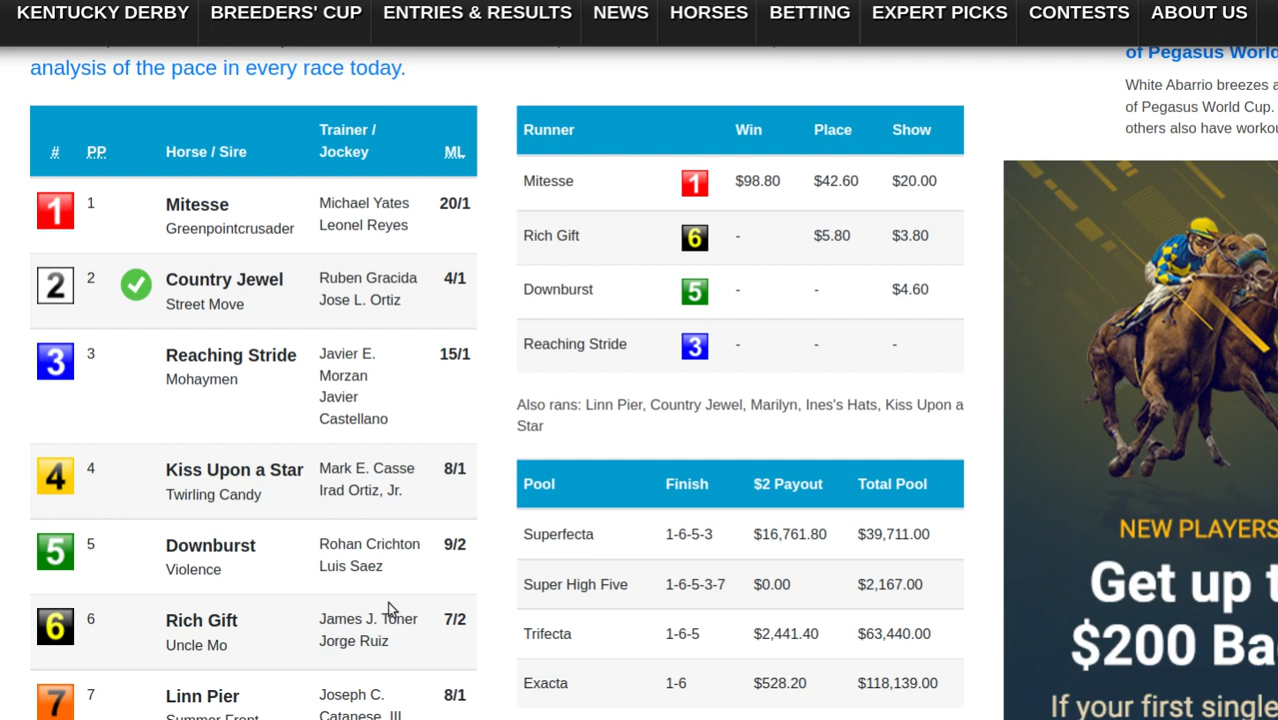 KENTUCKY DERBY BREEDERS' CUP ENTRIES & RESULTS NEWS HORSES BETTING EXPERT PICKS CONTESTS ABOUT US
analysis of the pace in every race today.
# PP Horse / Sire Trainer / Jockey ML
1 1 Mitesse Michael Yates 20/1
Greenpointcrusader Leonel Reyes
2 2 Country Jewel Ruben Gracida 4/1
Street Move Jose L. Ortiz
3 3 Reaching Stride Javier E. 15/1
Mohaymen Morzan
Javier
Castellano
4 4 Kiss Upon a Star Mark E. Casse 8/1
Twirling Candy Irad Ortiz, Jr.
5 5 Downburst Rohan Crichton 9/2
Violence Luis Saez
6 6 Rich Gift James J. Toner 7/2
Uncle Mo Jorge Ruiz
7 7 Linn Pier Joseph C. 8/1
Summer Front Catanese, III
Runner Win Place Show
Mitesse 1 $98.80 $42.60 $20.00
Rich Gift 6 - $5.80 $3.80
Downburst 5 - - $4.60
Reaching Stride 3 - - -
Also rans: Linn Pier, Country Jewel, Marilyn, Ines's Hats, Kiss Upon a
Star
Pool Finish $2 Payout Total Pool
Superfecta 1-6-5-3 $16,761.80 $39,711.00
Super High Five 1-6-5-3-7 $0.00 $2,167.00
Trifecta 1-6-5 $2,441.40 $63,440.00
Exacta 1-6 $528.20 $118,139.00
of Pegasus World
White Abarrio breezes a
of Pegasus World Cup.
others also have workou
NEW PLAYERS
Get up t
$200 Ba
If your first single